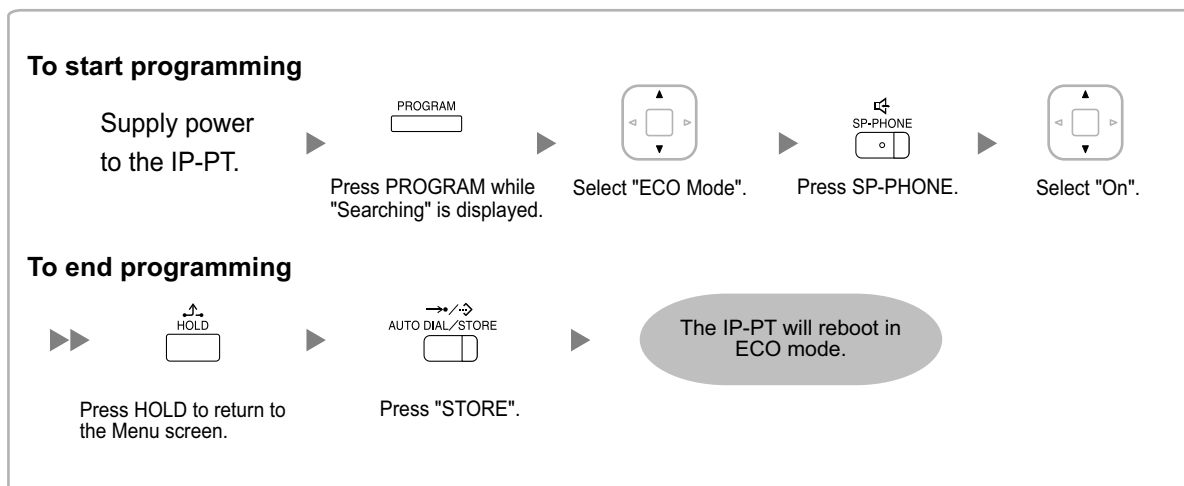 To start programming
Supply power
to the IP-PT.
PROGRAM
Press PROGRAM while
"Searching" is displayed.
Select "ECO Mode".
SP-PHONE
Press SP-PHONE.
Select "On".
To end programming
HOLD
Press HOLD to return to
the Menu screen.
AUTO DIAL/STORE
Press "STORE".
The IP-PT will reboot in
ECO mode.